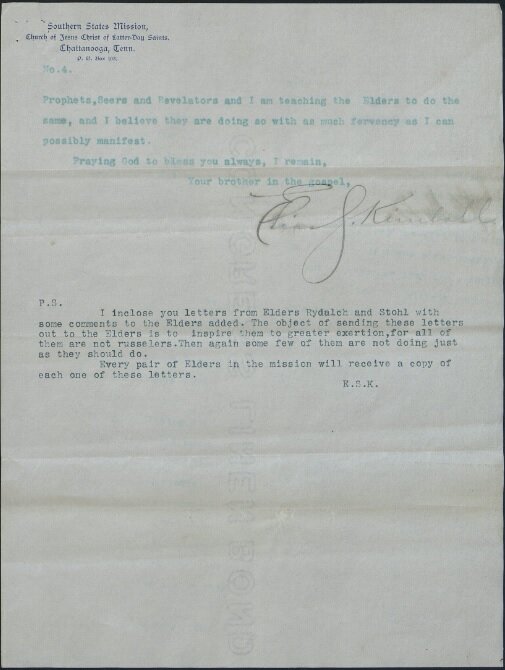 Southern States Mission,
Church of Jesus Christ of Latter-Day Saints.
Chattanooga, Tenn.
P. O. Box 103.
No.4.
Prophets,Seers and Revelators and I am teaching the Elders to do the
same, and I believe they are doing so with as much fervency as I can
possibly manifest.
Praying God to bless you always, I remain,
Your brother in the gospel,
Elias S. Kimball
P.S.
I inclose you letters from Elders Rydalch and Stohl with
some comments to the Elders added. The object of sending these letters
out to the Elders is to inspire them to greater exertion,for all of
them are not russelers.Then again some few of them are not doing just
as they should do.
Every pair of Elders in the mission will receive a copy of
each one of these letters.
E.S.K.